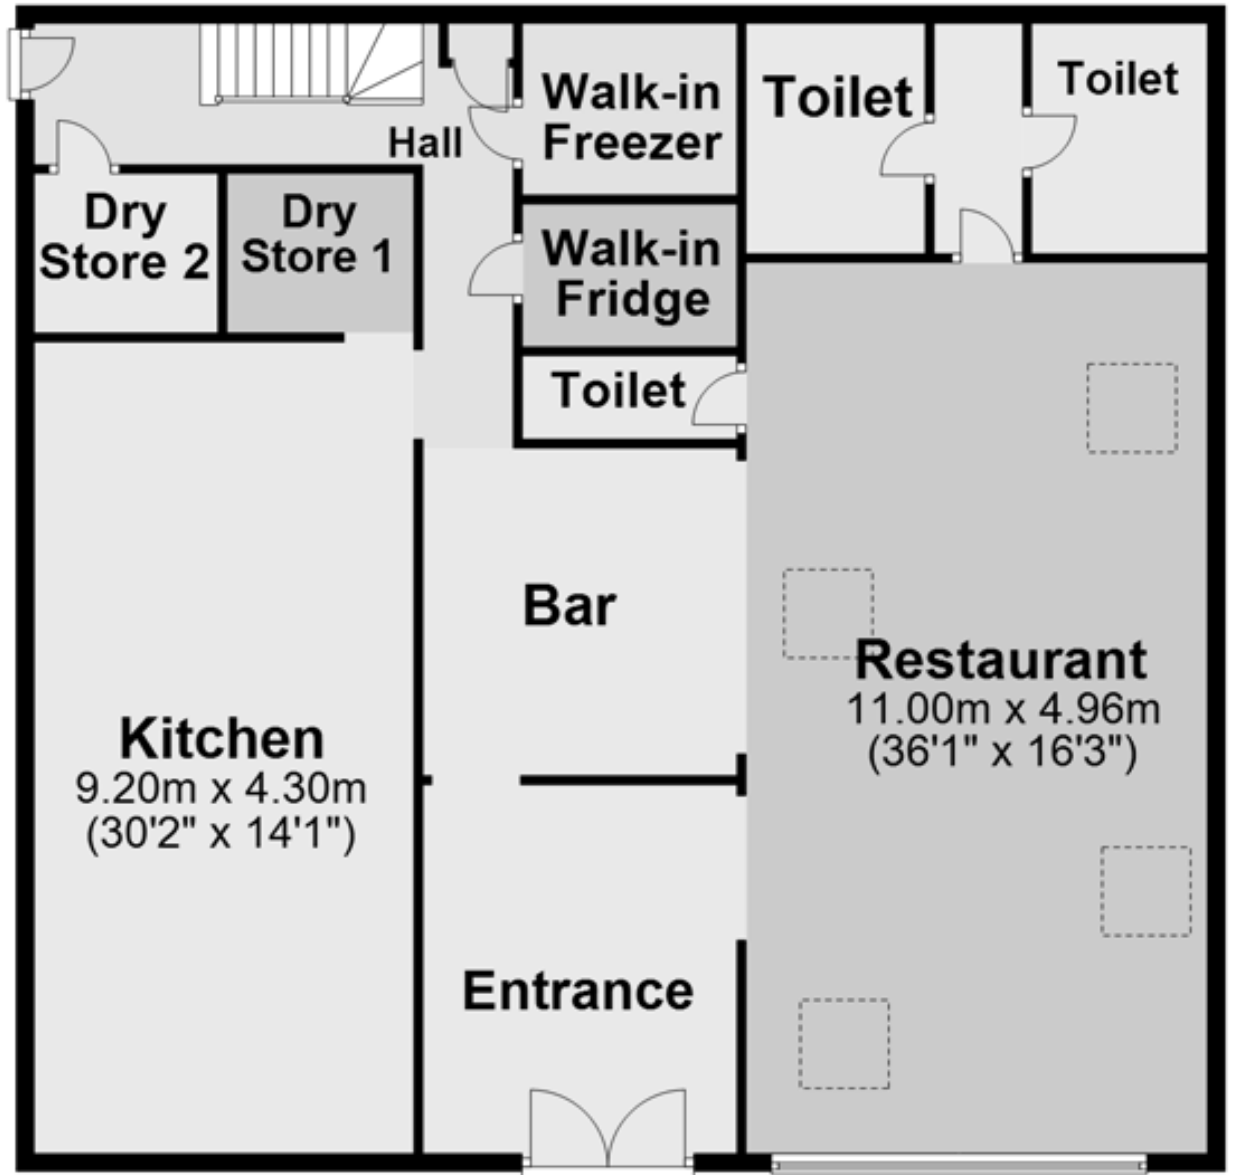 Walk-in
Freezer
Toilet
Toilet
Hall
Dry
Store 2
Dry
Store 1
Walk-in
Fridge
Toilet
Bar
Restaurant
11.00m x 4.96m
(36'1" x 16'3")
Kitchen
9.20m x 4.30m
(30'2" x 14'1")
Entrance